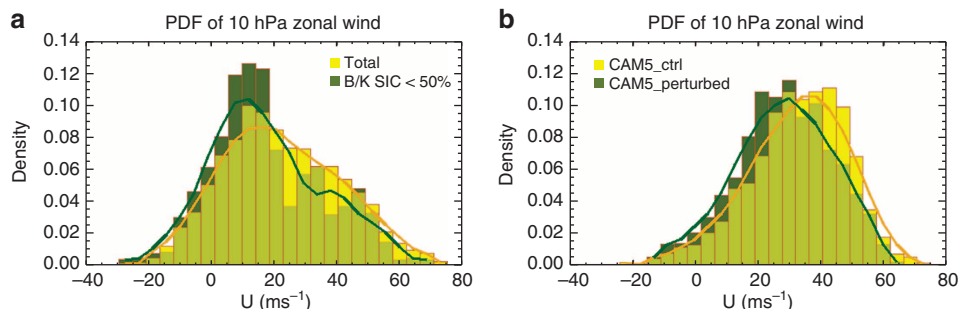 a
PDF of 10 hPa zonal wind
0.14
0.12
0.10
0.08
0.06
0.04
0.02
0.00
Density
Total
B/K SIC < 50%
−40 −20 0 20 40 60 80
U (ms⁻¹)
b
PDF of 10 hPa zonal wind
0.14
0.12
0.10
0.08
0.06
0.04
0.02
0.00
Density
CAM5_ctrl
CAM5_perturbed
−40 −20 0 20 40 60 80
U (ms⁻¹)